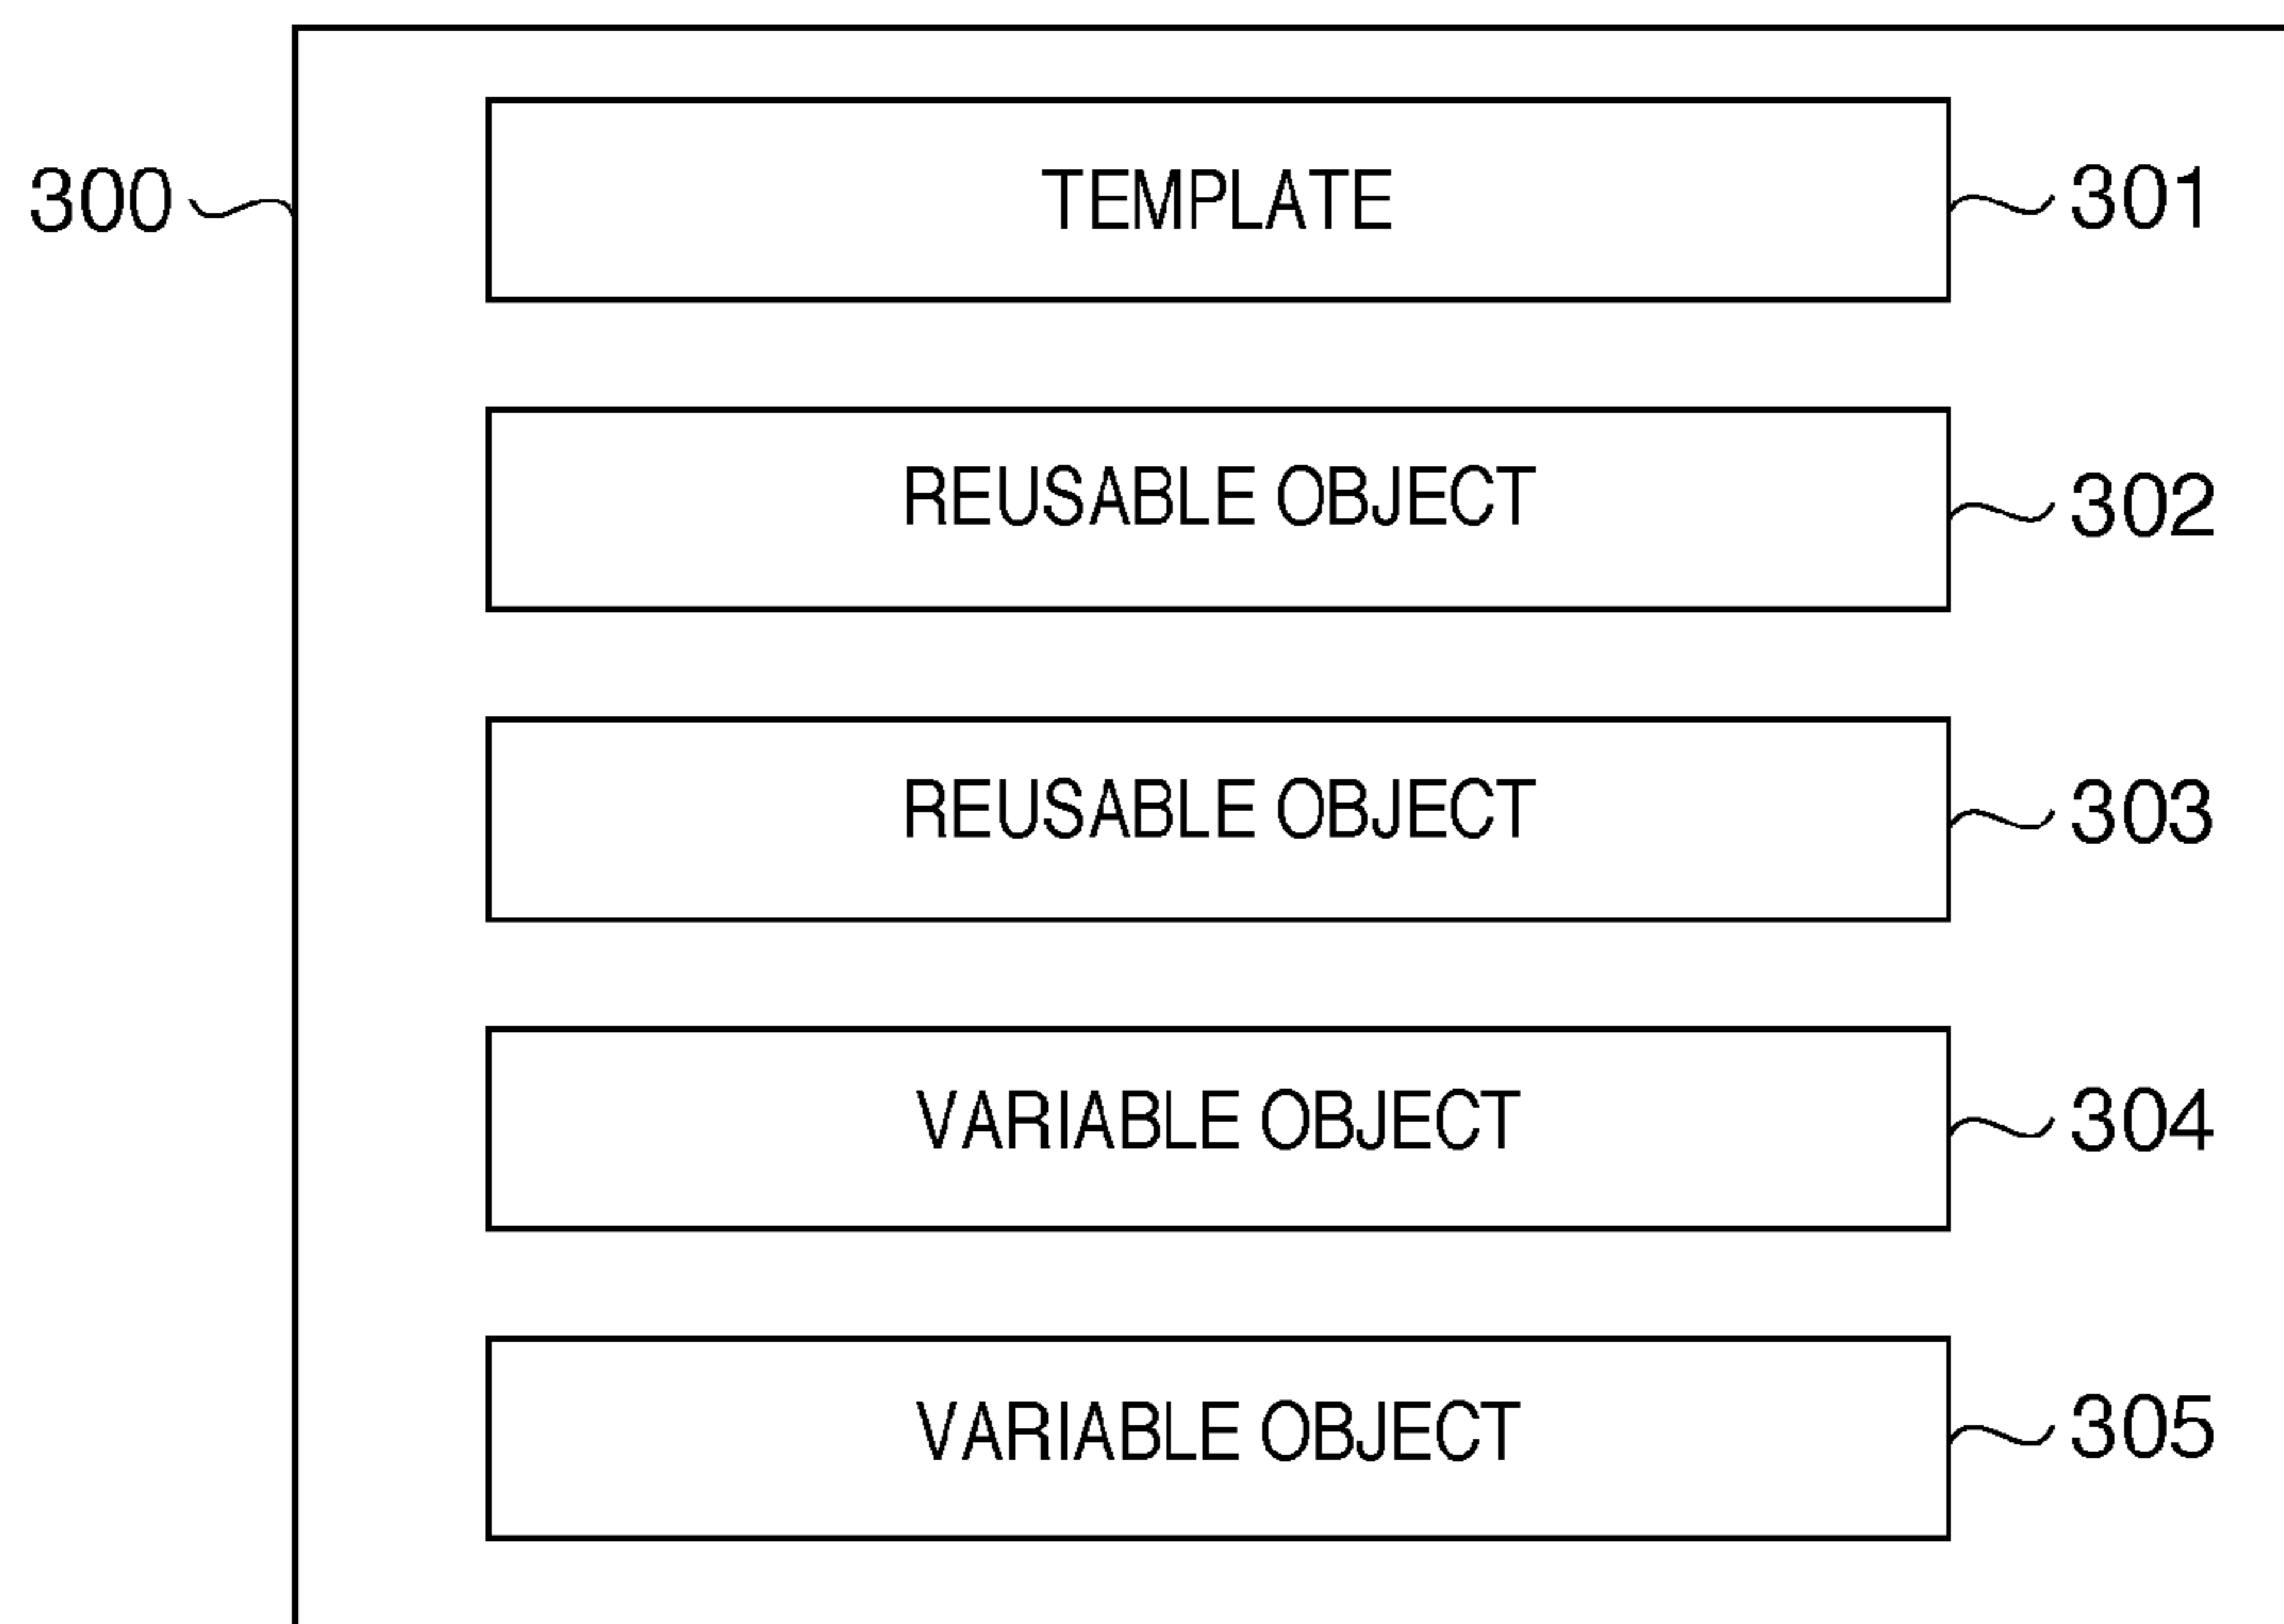 300
TEMPLATE
301
REUSABLE OBJECT
302
REUSABLE OBJECT
303
VARIABLE OBJECT
304
VARIABLE OBJECT
305